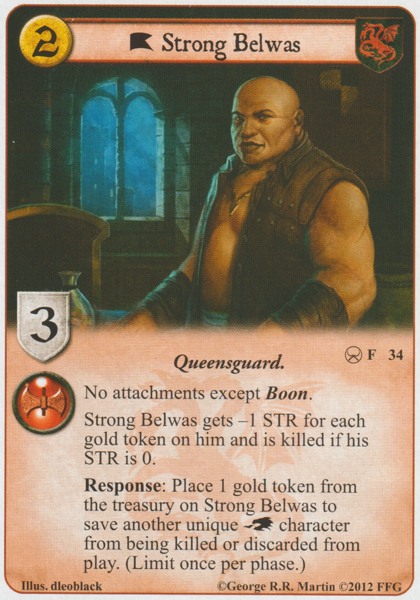 2
Strong Belwas
3
Queensguard.
F 34
No attachments except Boon.
Strong Belwas gets –1 STR for each
gold token on him and is killed if his
STR is 0.
Response: Place 1 gold token from
the treasury on Strong Belwas to
save another unique character
from being killed or discarded from
play. (Limit once per phase.)
Illus. dleoblack
©George R.R. Martin ©2012 FFG